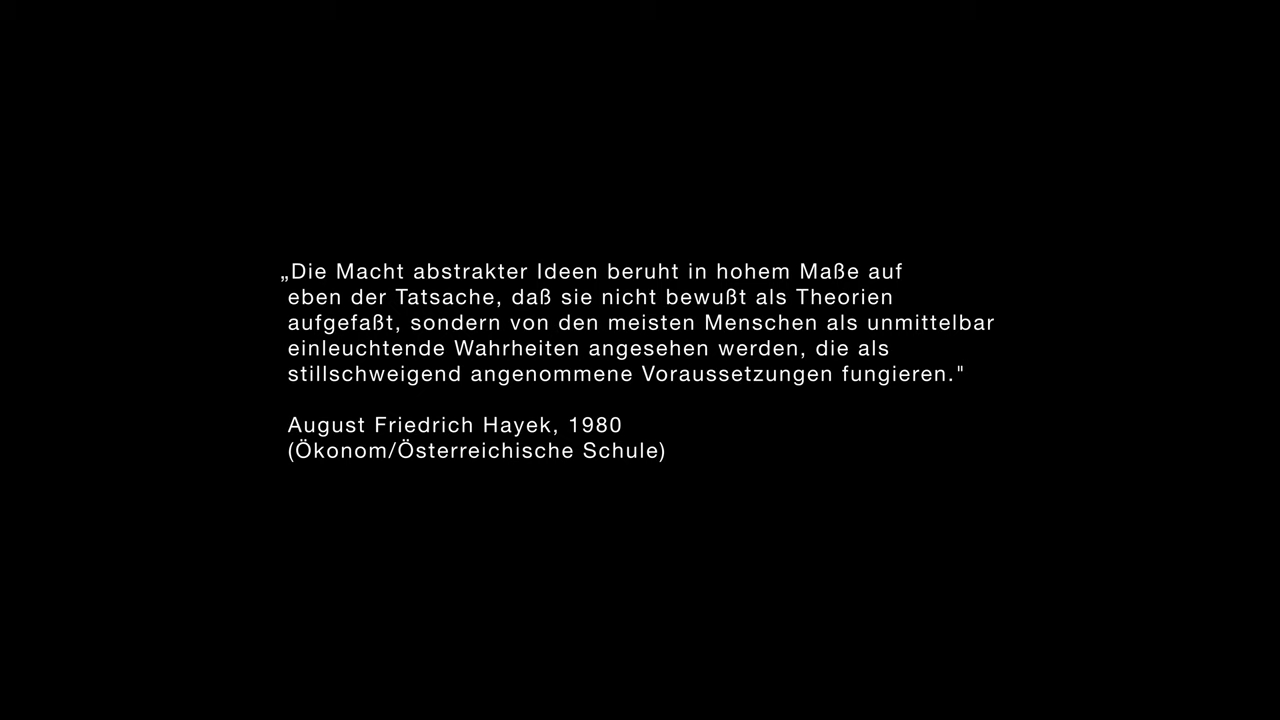 „Die Macht abstrakter Ideen beruht in hohem Maße auf
eben der Tatsache, daß sie nicht bewußt als Theorien
aufgefaßt, sondern von den meisten Menschen als unmittelbar
einleuchtende Wahrheiten angesehen werden, die als
stillschweigend angenommene Voraussetzungen fungieren."
August Friedrich Hayek, 1980
(Ökonom/Österreichische Schule)